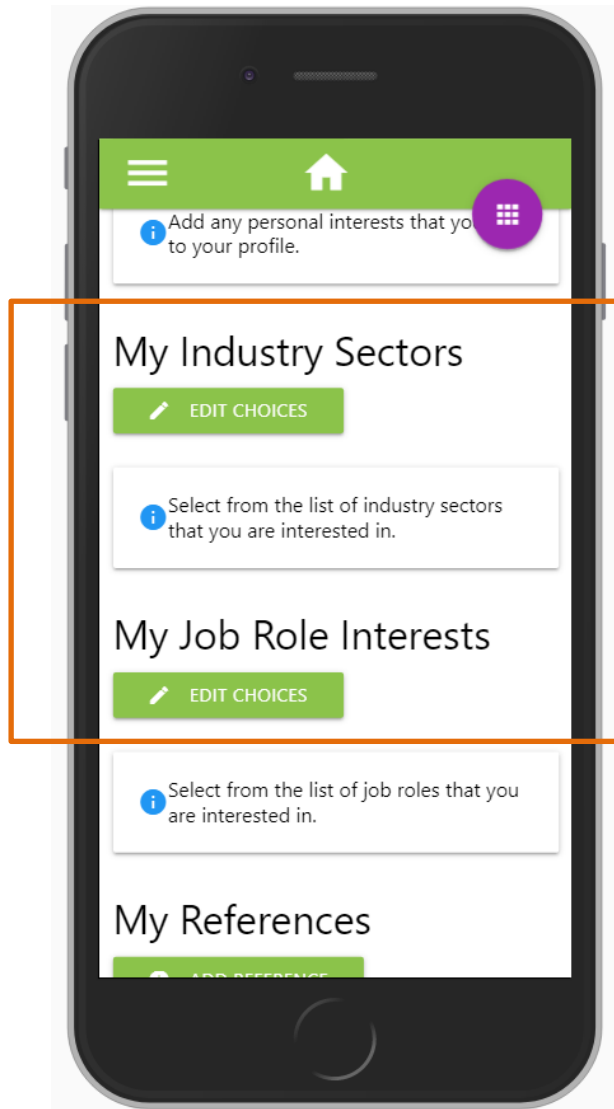 Add any personal interests that yo
to your profile.
My Industry Sectors
EDIT CHOICES
Select from the list of industry sectors
that you are interested in.
My Job Role Interests
EDIT CHOICES
Select from the list of job roles that you
are interested in.
My References
ADD REFERENCE